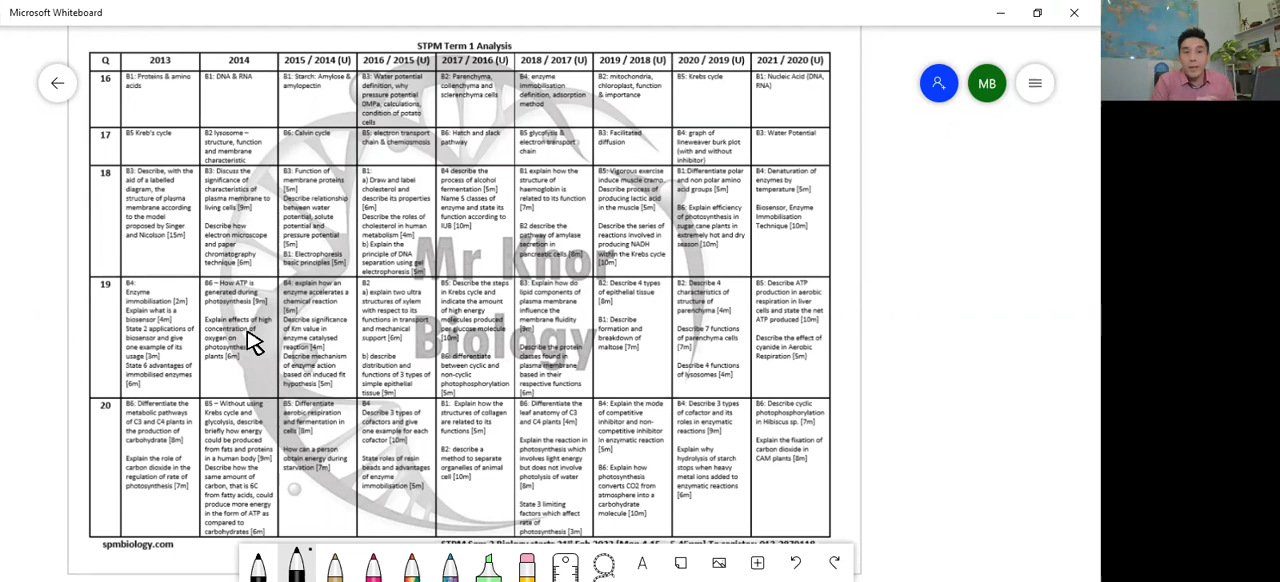 Microsoft Whiteboard
STPM Term 1 Analysis
Q
2013
2014
2015 / 2014 (U)
2016 / 2015 (U)
2017 / 2016 (U)
2018 / 2017 (U)
2019 / 2018 (U)
2020 / 2019 (U)
2021 / 2020 (U)
16
B1: Proteins & amino
acids
B1: DNA & RNA
B1: Starch: Amylose &
amylopectin
B3: Water potential
definition, why
pressure potential
0MPa, calculations,
condition of potato
cells
B2: Parenchyma,
collenchyma and
sclerenchyma cells
B4: enzyme
immobilisation
definition, adsorption
method
B2: mitochondria,
chloroplast, function
& importance
B5: Krebs cycle
B1: Nucleic Acid (DNA,
RNA)
17
B5 Kreb's cycle
B2 lysosome –
structure, function
and membrane
characteristic
B6: Calvin cycle
B5: electron transport
chain & chemiosmosis
B6: Hatch and slack
pathway
B5 glycolysis &
electron transport
chain
B3: Facilitated
diffusion
B4: graph of
lineweaver burk plot
(with and without
inhibitor)
B3: Water Potential
18
B3: Describe, with the
aid of a labelled
diagram, the
structure of plasma
membrane according
to the model
proposed by Singer
and Nicolson [15m]
B3: Discuss the
significance of
characteristics of
plasma membrane to
living cells [9m]
Describe how
electron microscope
and paper
chromatography
technique [6m]
B3: Function of
membrane proteins
[5m]
Describe relationship
between water
potential, solute
potential and
pressure potential
[5m]
B1: Electrophoresis
basic principles [5m]
B1:
a) Draw and label
cholesterol and
describe its properties
[6m]
Describe the roles of
cholesterol in human
metabolism [4m]
b) Explain the
principle of DNA
separation using gel
electrophoresis [5m]
B4 describe the
process of alcohol
fermentation [5m]
Name 5 classes of
enzyme and state its
function according to
IUB [10m]
B1 explain how the
structure of
haemoglobin is
related to its function
[7m]
B2 describe the
pathway of amylase
secretion in
pancreatic cells [8m]
B5: Vigorous exercise
induce muscle cramp.
Describe process of
producing lactic acid
in the muscle [5m]
Describe the series of
reactions involved in
producing NADH
within the Krebs cycle
[10m]
B1:Differentiate polar
and non polar amino
acid groups [5m]
B6: Explain efficiency
of photosynthesis in
sugar cane plants in
extremely hot and dry
season [10m]
B4: Denaturation of
enzymes by
temperature [5m]
Biosensor, Enzyme
Immobilisation
Technique [10m]
19
B4:
Enzyme
immobilisation [2m]
Explain what is a
biosensor [4m]
State 2 applications of
biosensor and give
one example of its
usage [3m]
State 6 advantages of
immobilised enzymes
[6m]
B6 – How ATP is
generated during
photosynthesis [9m]
Explain effects of high
concentration of
oxygen on
photosynthesis
plants [6m]
B4: explain how an
enzyme accelerates a
chemical reaction
[6m]
Describe significance
of Km value in
enzyme catalysed
reaction [4m]
Describe mechanism
of enzyme action
based on induced fit
hypothesis [5m]
B2
a) explain two ultra
structures of xylem
with respect to its
functions in transport
and mechanical
support [6m]
b) describe
distribution and
functions of 3 types of
simple epithelial
tissue [9m]
B5: Describe the steps
in Krebs cycle and
indicate the amount
of high energy
molecules produced
per glucose molecule
[10m]
B6: differentiate
between cyclic and
non-cyclic
photophosphorylation
[5m]
B3: Explain how do
lipid components of
plasma membrane
influence the
membrane fluidity
[9m]
Describe the protein
classes found in
plasma membrane
based on their
respective functions
[6m]
B2: Describe 4 types
of epithelial tissue
[8m]
B1: Describe
formation and
breakdown of
maltose [7m]
B2: Describe 4
characteristics of
structure of
parenchyma [4m]
Describe 7 functions
of parenchyma cells
[7m]
Describe 4 functions
of lysosomes [4m]
B5: Describe ATP
production in aerobic
respiration in liver
cells and state the net
ATP produced [10m]
Describe the effect of
cyanide in Aerobic
Respiration [5m]
20
B6: Differentiate the
metabolic pathways
of C3 and C4 plants in
the production of
carbohydrate [8m]
Explain the role of
carbon dioxide in the
regulation of rate of
photosynthesis [7m]
B5 – Without using
Krebs cycle and
glycolysis, describe
briefly how energy
could be produced
from fats and proteins
in a human body [9m]
Describe how the
same amount of
carbon, that is 6C
from fatty acids, could
produce more energy
in the form of ATP as
compared to
carbohydrates [6m]
B5: Differentiate
aerobic respiration
and fermentation in
cells [8m]
How can a person
obtain energy during
starvation [7m]
B4
Describe 3 types of
cofactors and give
one example for each
cofactor [10m]
State roles of resin
beads and advantages
of enzyme
immobilisation [5m]
B1: Explain how the
structures of collagen
are related to its
functions [5m]
B2: describe a
method to separate
organelles of animal
cell [10m]
B6: Differentiate the
leaf anatomy of C3
and C4 plants [4m]
Explain the reaction in
photosynthesis which
involves light energy
but does not involve
photolysis of water
[8m]
State 3 limiting
factors which affect
rate of
photosynthesis [3m]
B4: Explain the mode
of competitive
inhibitor and non-
competitive inhibitor
in enzymatic reaction
[5m]
B6: Explain how
photosynthesis
converts CO2 from
atmosphere into a
carbohydrate
molecule [10m]
B4: Describe 3 types
of cofactor and its
roles in enzymatic
reactions [9m]
Explain why
hydrolysis of starch
stops when heavy
metal ions added to
enzymatic reactions
[6m]
B6: Describe cyclic
photophosphorylation
in Hibiscus sp. [7m]
Explain the fixation of
carbon dioxide in
CAM plants [8m]
Mr Khor
Biology
spmbiology.com
MB